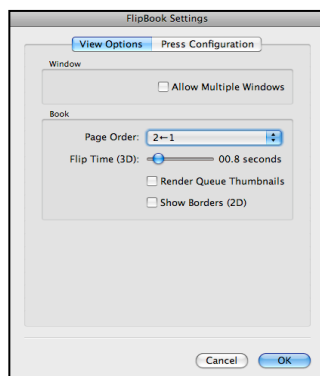 FlipBook Settings
View Options Press Configuration
Window
Allow Multiple Windows
Book
Page Order: 2←1
Flip Time (3D): 00.8 seconds
Render Queue Thumbnails
Show Borders (2D)
Cancel OK